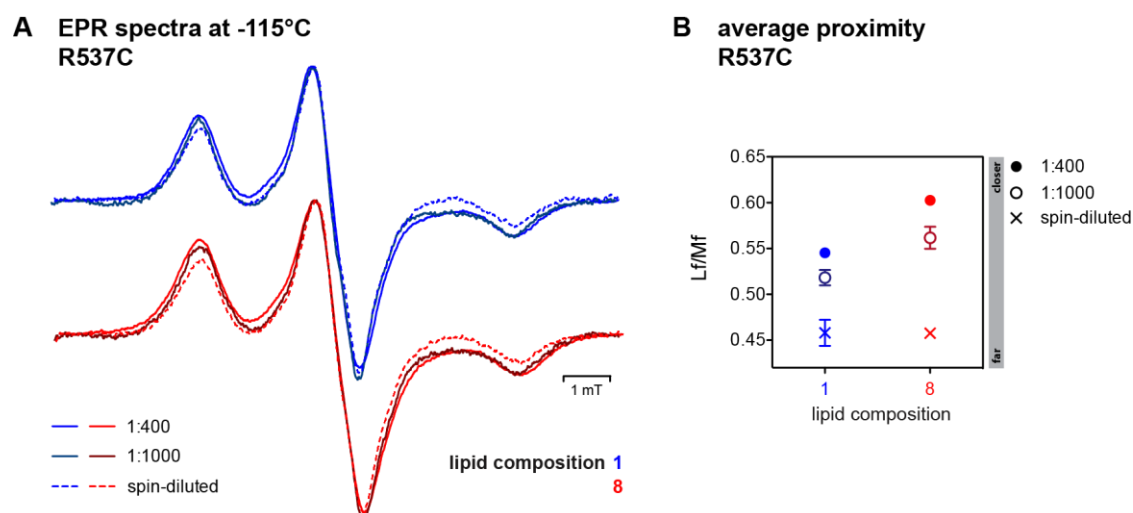 A EPR spectra at -115°C
R537C
1 mT
1:400
1:1000
spin-diluted
lipid composition 1
8
B average proximity
R537C
Lf/Mf
0.65
0.60
0.55
0.50
0.45
1 8
lipid composition
closer
far
1:400
1:1000
spin-diluted